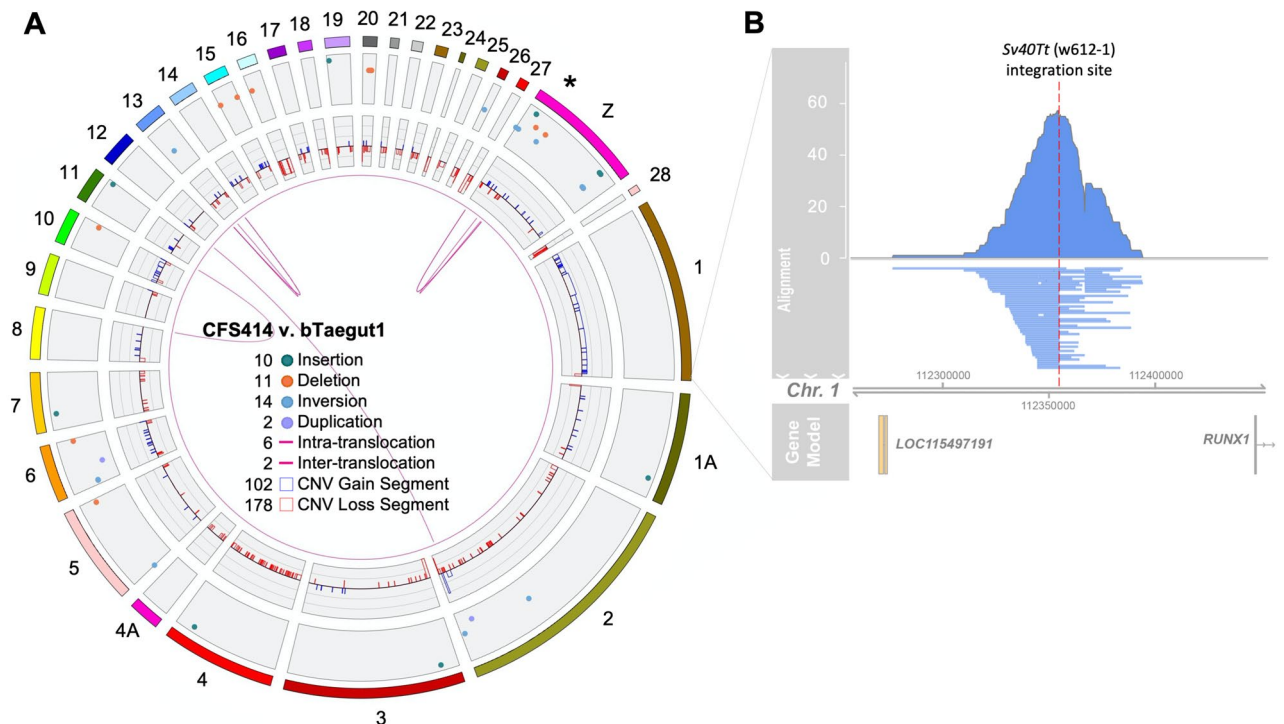 A
B
1
1A
2
3
4
4A
5
6
7
8
9
10
11
12
13
14
15
16
17
18
19
20
21
22
23
24
25
26
27
*
Z
28
CFS414 v. bTaegut1
10 Insertion
11 Deletion
14 Inversion
2 Duplication
6 Intra-translocation
2 Inter-translocation
102 CNV Gain Segment
178 CNV Loss Segment
Sv40Tt (w612-1)
integration site
60
40
20
0
Alignment
Chr. 1
112300000
112400000
112350000
Gene
Model
LOC115497191
RUNX1